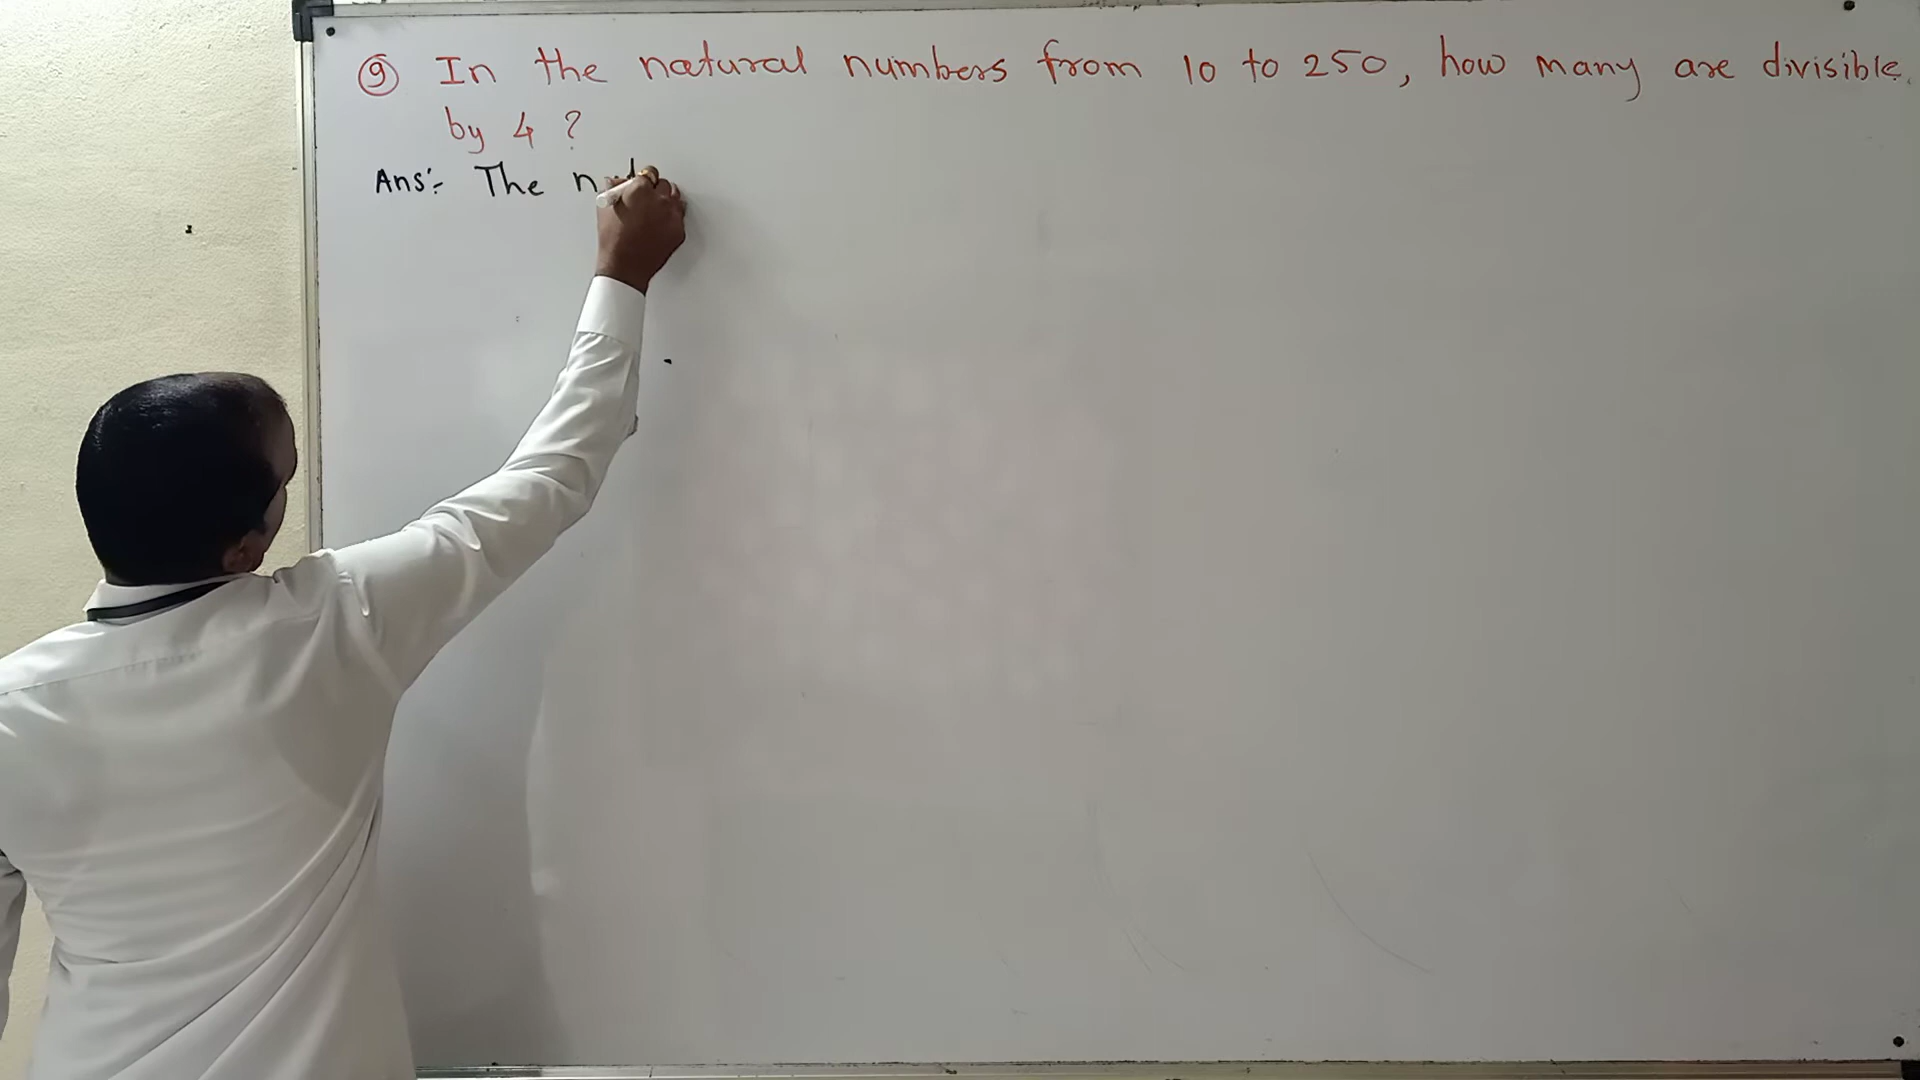 9 In the natural numbers from 10 to 250, how many are divisible
by 4 ?
Ans:- The